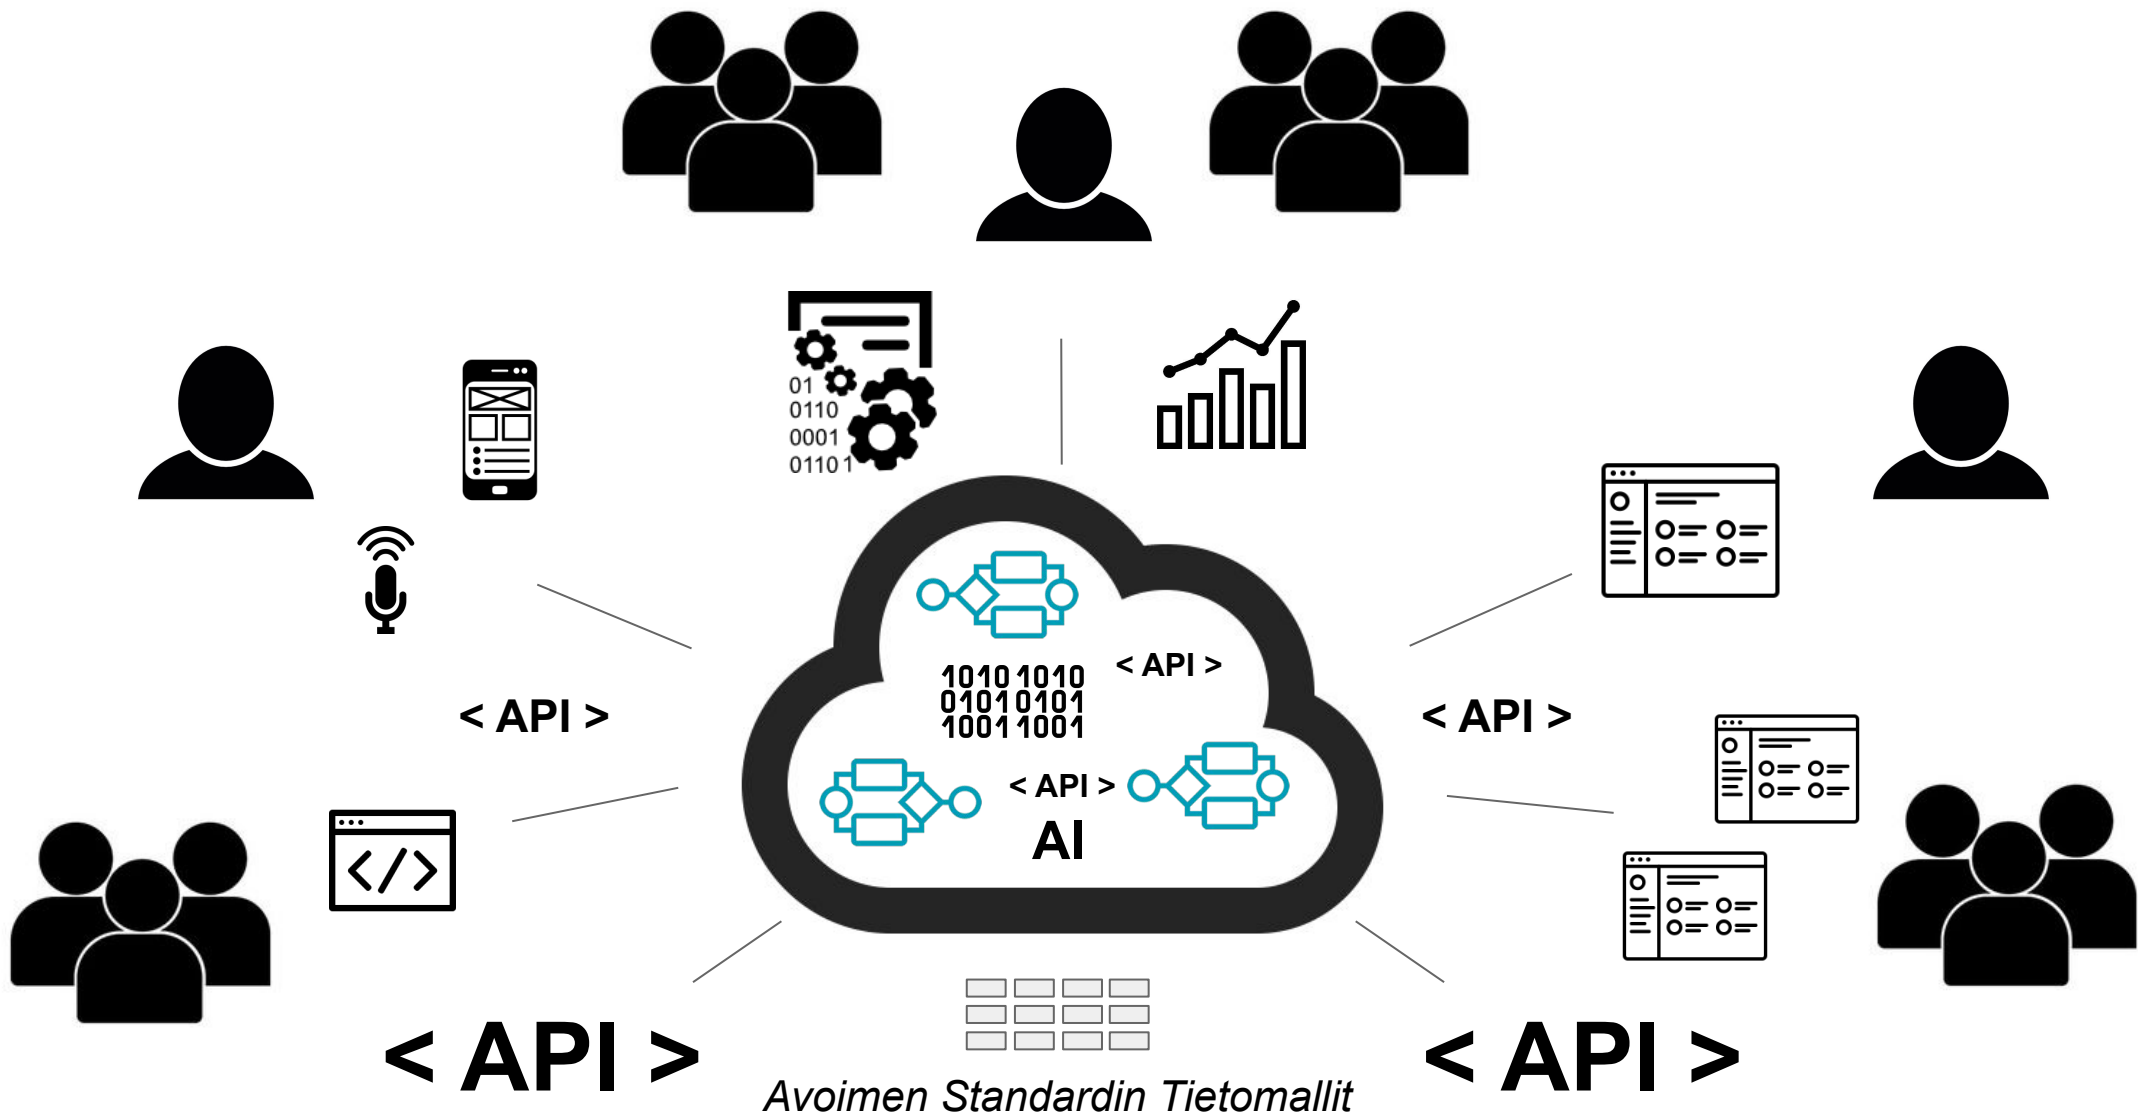 01
0110
0001
01101
1010 1010
0101 0101
1001 1001
< API >
< API >
< API >
< API >
AI
</>
< API >
< API >
Avoimen Standardin Tietomallit